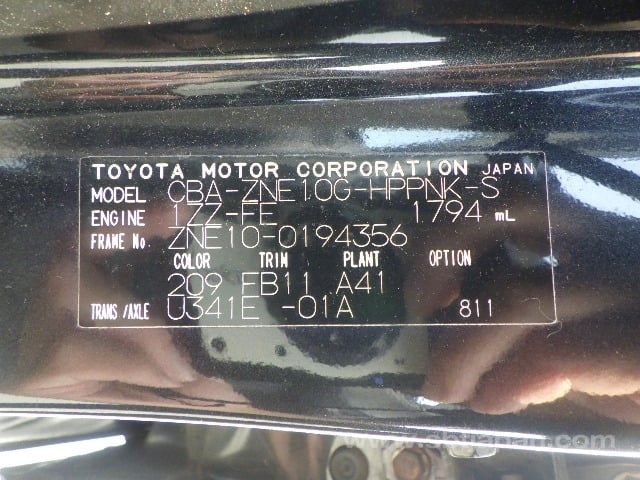 TOYOTA MOTOR CORPORATION JAPAN
MODEL CBA-ZNE10G-HPPNK-S
ENGINE 1ZZ-FE 1794 mL
FRAME No ZNE10-0194356
COLOR TRIM PLANT OPTION
209 FB11 A41
TRANS/AXLE U341E -01A 811